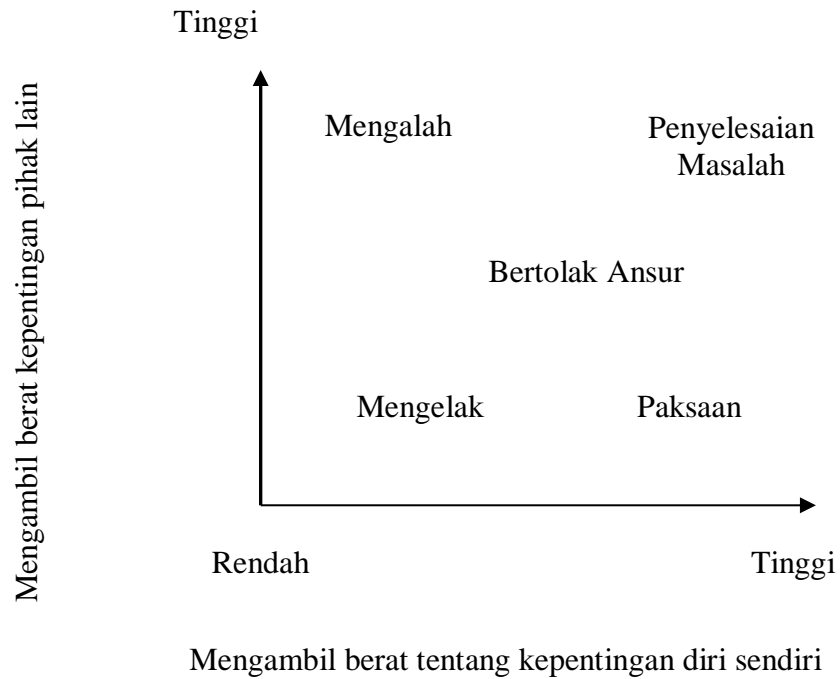 Tinggi
Mengambil berat kepentingan pihak lain
Mengalah
Penyelesaian
Masalah
Bertolak Ansur
Mengelak
Paksaan
Rendah
Tinggi
Mengambil berat tentang kepentingan diri sendiri